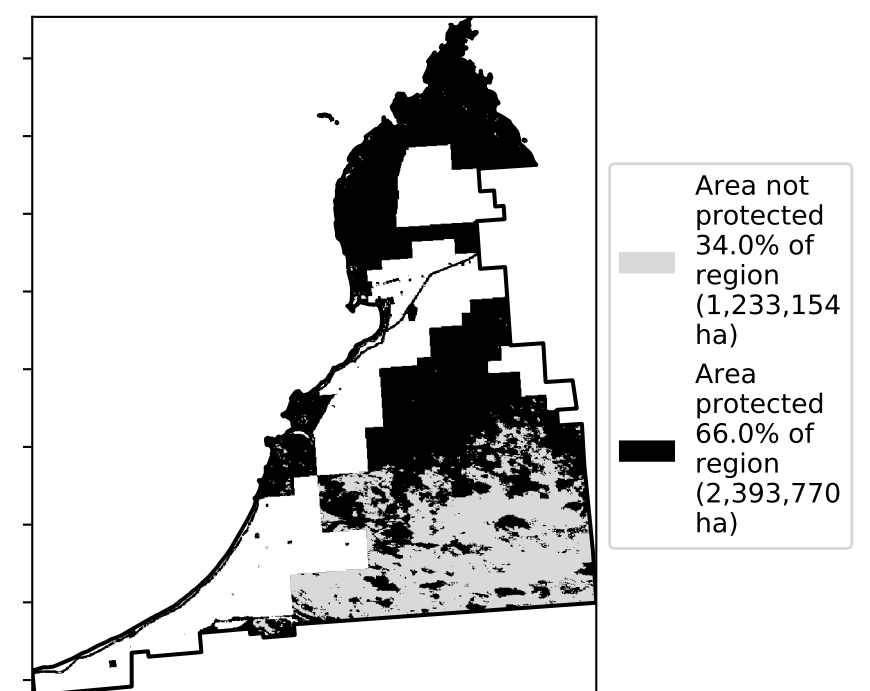 Area not
protected
34.0% of
region
(1,233,154
ha)
Area
protected
66.0% of
region
(2,393,770
ha)